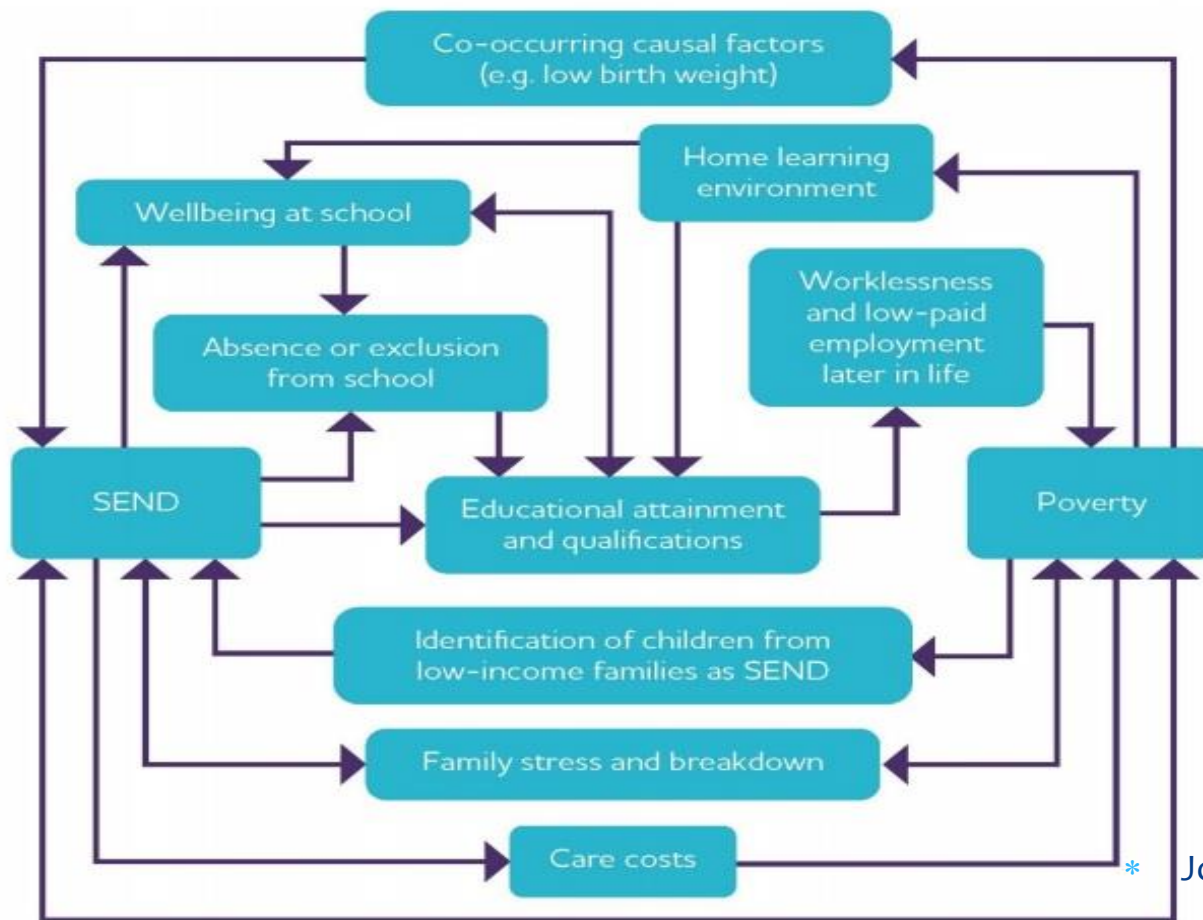 Co-occurring causal factors
(e.g. low birth weight)
Home learning
environment
Wellbeing at school
Worklessness
and low-paid
employment
later in life
Absence or exclusion
from school
SEND
Educational attainment
and qualifications
Poverty
Identification of children from
low-income families as SEND
Family stress and breakdown
Care costs
*